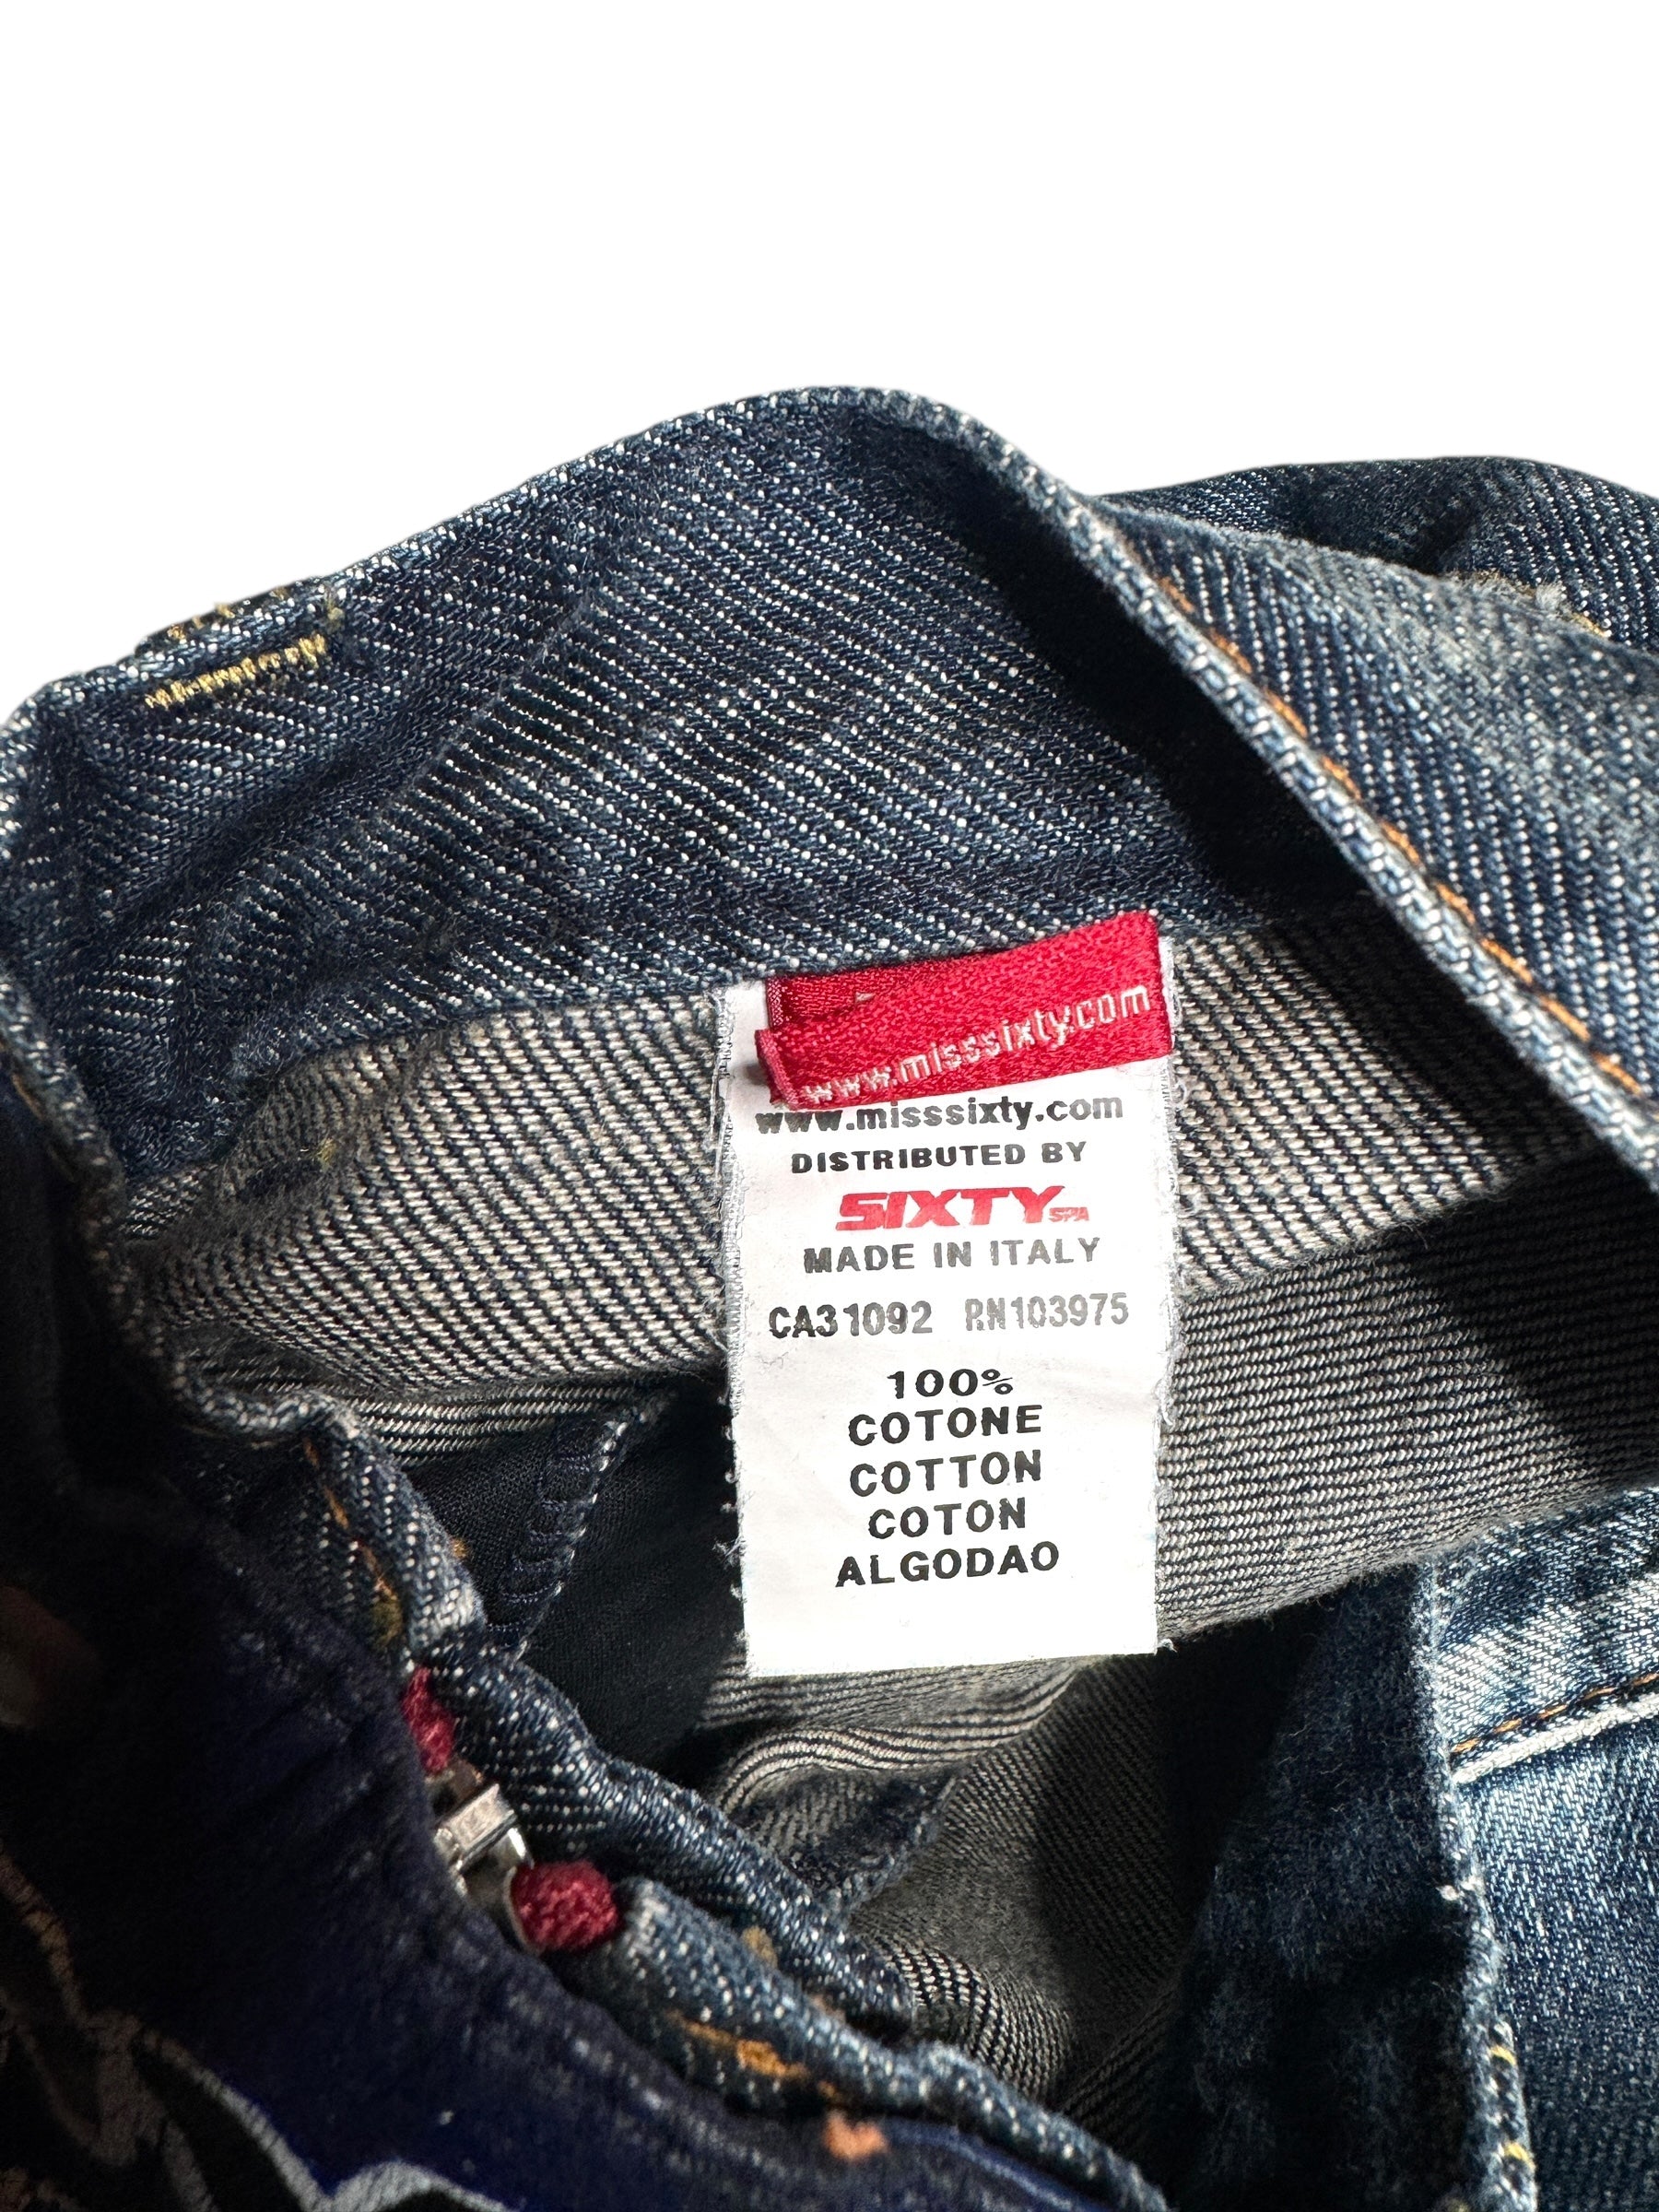 www.misssixty.com
www.misssixty.com
DISTRIBUTED BY
SIXTY SPA
MADE IN ITALY
CA31092 RN103975
100%
COTONE
COTTON
COTON
ALGODAO